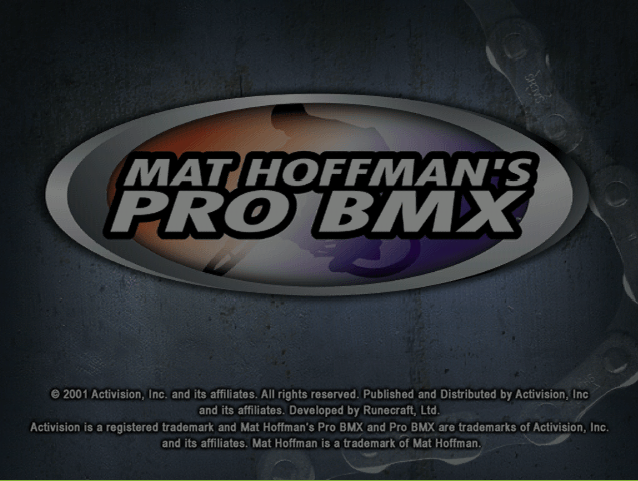 MAT HOFFMAN'S
PRO BMX
© 2001 Activision, Inc. and its affiliates. All rights reserved. Published and Distributed by Activision, Inc
and its affiliates. Developed by Runecraft, Ltd.
Activision is a registered trademark and Mat Hoffman's Pro BMX and Pro BMX are trademarks of Activision, Inc.
and its affiliates. Mat Hoffman is a trademark of Mat Hoffman.